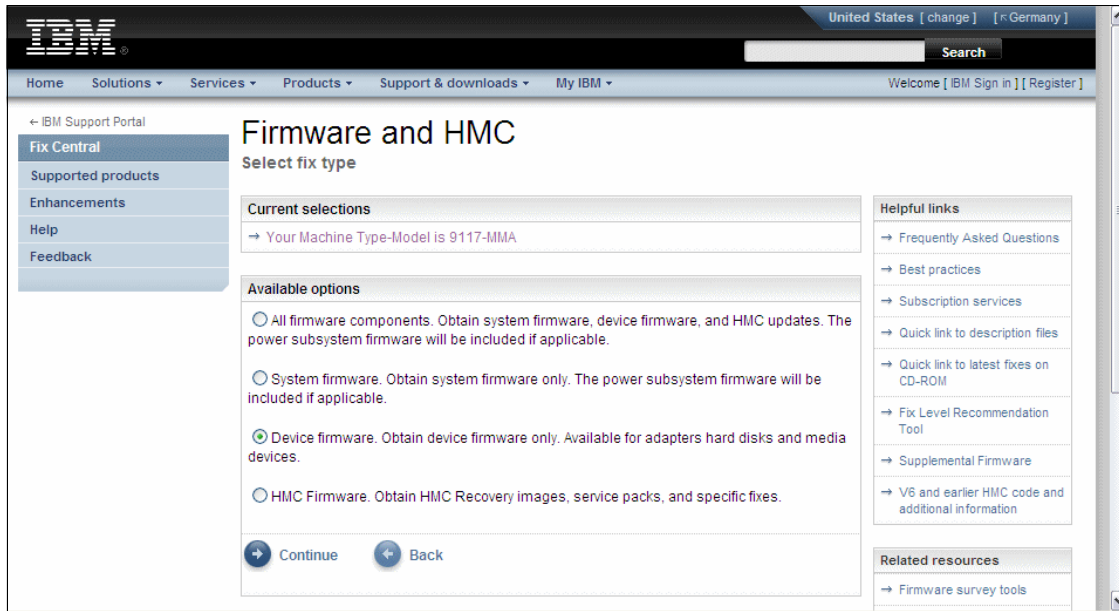 United States [ change ] [ Germany ]
IBM®
Search
Home Solutions Services Products Support & downloads My IBM Welcome [ IBM Sign in ] [ Register ]
← IBM Support Portal
Fix Central
Supported products
Enhancements
Help
Feedback
Firmware and HMC
Select fix type
Current selections
→ Your Machine Type-Model is 9117-MMA
Available options
All firmware components. Obtain system firmware, device firmware, and HMC updates. The
power subsystem firmware will be included if applicable.
System firmware. Obtain system firmware only. The power subsystem firmware will be
included if applicable.
Device firmware. Obtain device firmware only. Available for adapters hard disks and media
devices.
HMC Firmware. Obtain HMC Recovery images, service packs, and specific fixes.
Continue Back
Helpful links
→ Frequently Asked Questions
→ Best practices
→ Subscription services
→ Quick link to description files
→ Quick link to latest fixes on
CD-ROM
→ Fix Level Recommendation
Tool
→ Supplemental Firmware
→ V6 and earlier HMC code and
additional information
Related resources
→ Firmware survey tools